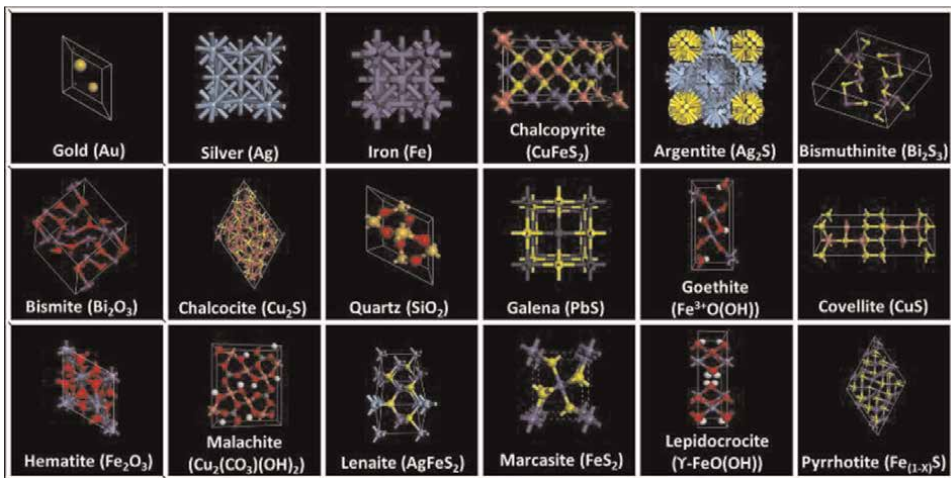 Gold (Au)
Silver (Ag)
Iron (Fe)
Chalcopyrite
(CuFeS₂)
Argentite (Ag₂S)
Bismuthinite (Bi₂S₃)
Bismite (Bi₂O₃)
Chalcocite (Cu₂S)
Quartz (SiO₂)
Galena (PbS)
Goethite
(Fe³⁺O(OH))
Covellite (CuS)
Hematite (Fe₂O₃)
Malachite
(Cu₂(CO₃)(OH)₂)
Lenaite (AgFeS₂)
Marcasite (FeS₂)
Lepidocrocite
(Υ-FeO(OH))
Pyrrhotite (Fe₍₁₋ₓ₎S)